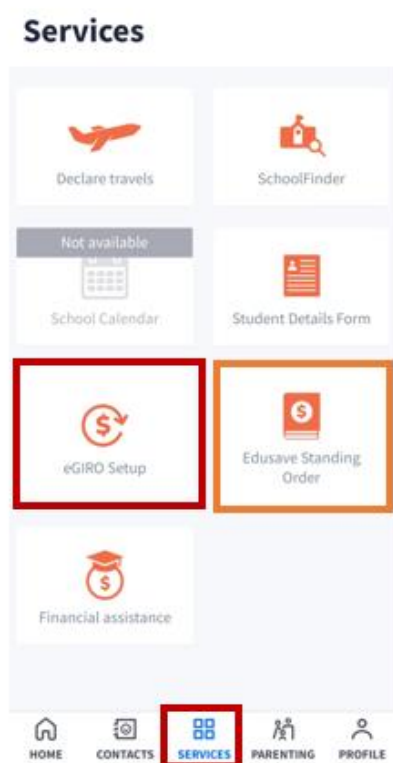 Services
Declare travels
SchoolFinder
Not available
School Calendar
Student Details Form
$
eGIRO Setup
$
Edusave Standing
Order
$
Financial assistance
HOME
CONTACTS
SERVICES
PARENTING
PROFILE